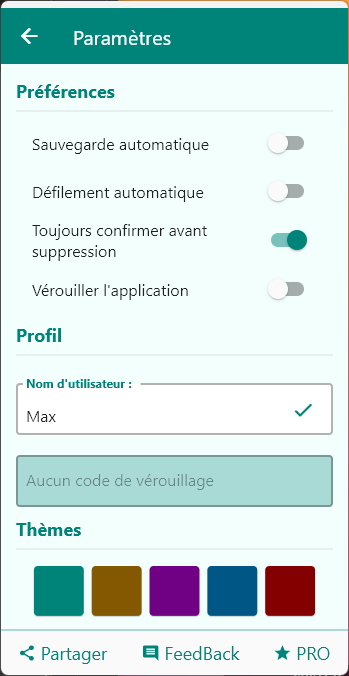 Paramètres
Préférences
Sauvegarde automatique
Défilement automatique
Toujours confirmer avant
suppression
Vérouiller l'application
Profil
Nom d'utilisateur :
Max
Aucun code de vérouillage
Thèmes
Partager FeedBack PRO